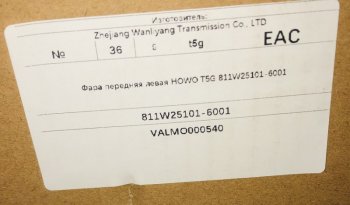 Изготовитель:
Zhejiang Wanliyang Transmission Co., LTD
№ 36 t5g EAC
Фара передняя левая HOWO T5G 811W25101-6001
811W25101-6001
VALMO000540